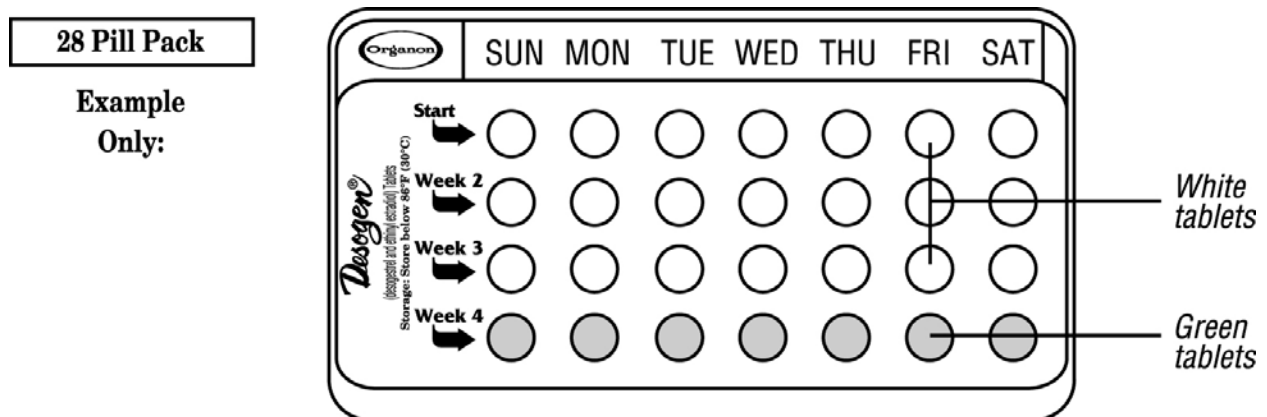 28 Pill Pack
Example
Only:
Organon
SUN MON TUE WED THU FRI SAT
Start
Week 2
Week 3
Week 4
Desogen®
(desogestrel and ethinyl estradiol) Tablets
Storage: Store below 86°F (30°C)
White
tablets
Green
tablets